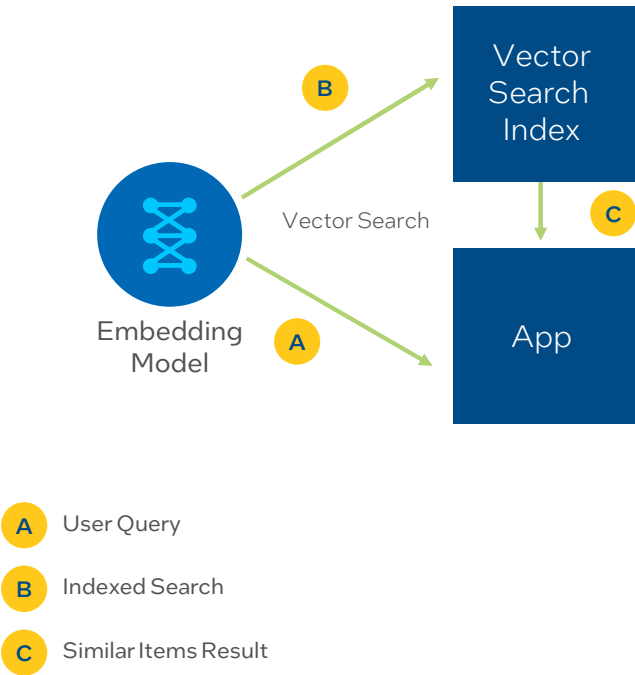 B
Vector
Search
Index
C
Vector Search
Embedding
Model
A
App
A User Query
B Indexed Search
C Similar Items Result